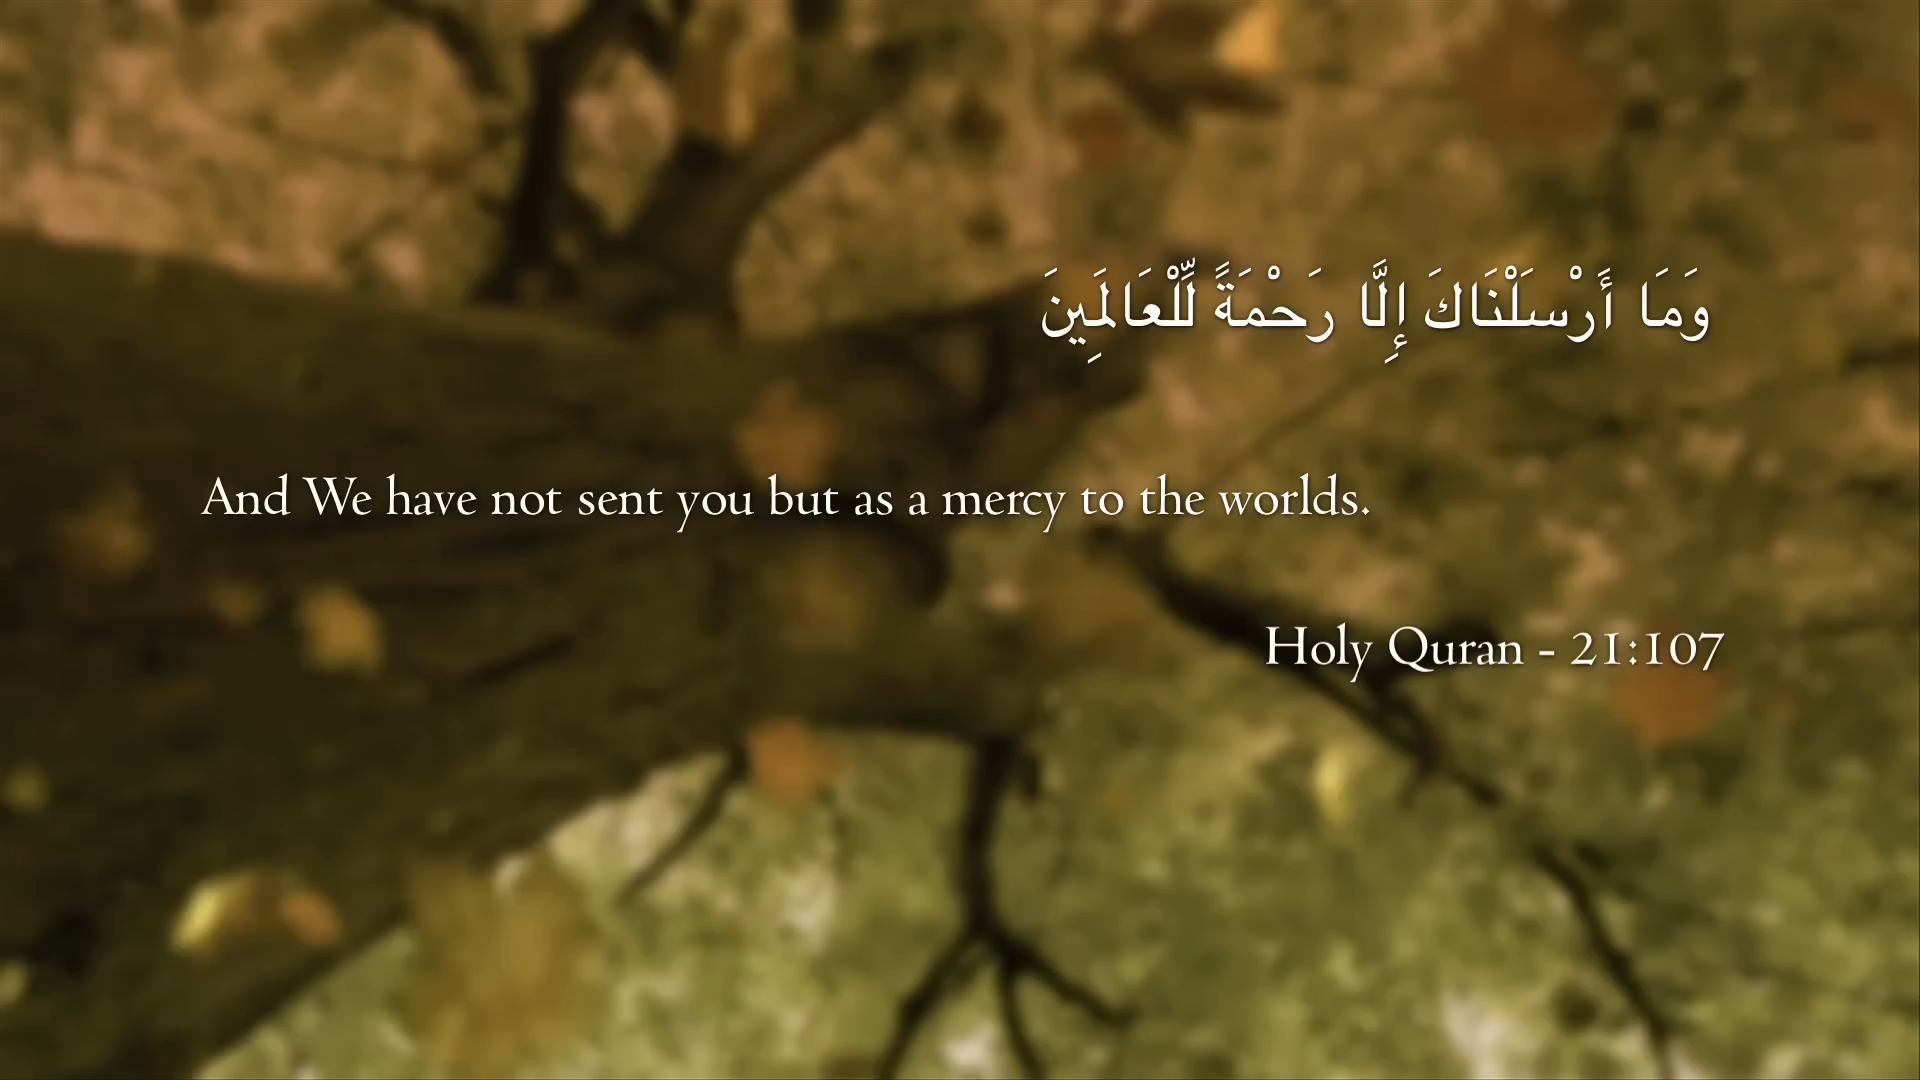 وَمَا أَرْسَلْنَاكَ إِلَّا رَحْمَةً لِّلْعَالَمِينَ
And We have not sent you but as a mercy to the worlds.
Holy Quran - 21:107